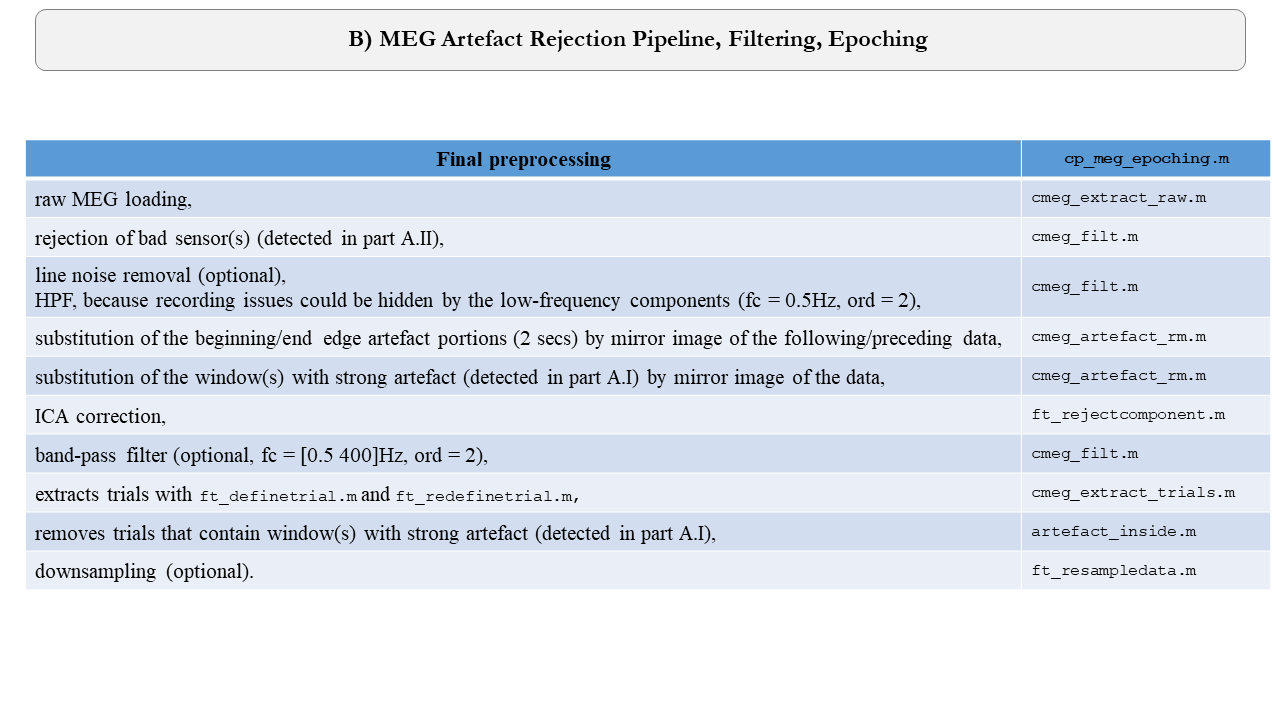 B) MEG Artefact Rejection Pipeline, Filtering, Epoching
Final preprocessing cp_meg_epoching.m
raw MEG loading, cmeg_extract_raw.m
rejection of bad sensor(s) (detected in part A.II), cmeg_filt.m
line noise removal (optional),
HPF, because recording issues could be hidden by the low-frequency components (fc = 0.5Hz, ord = 2), cmeg_filt.m
substitution of the beginning/end edge artefact portions (2 secs) by mirror image of the following/preceding data, cmeg_artefact_rm.m
substitution of the window(s) with strong artefact (detected in part A.I) by mirror image of the data, cmeg_artefact_rm.m
ICA correction, ft_rejectcomponent.m
band-pass filter (optional, fc = [0.5 400]Hz, ord = 2), cmeg_filt.m
extracts trials with ft_definetrial.m and ft_redefinetrial.m, cmeg_extract_trials.m
removes trials that contain window(s) with strong artefact (detected in part A.I), artefact_inside.m
downsampling (optional). ft_resampledata.m